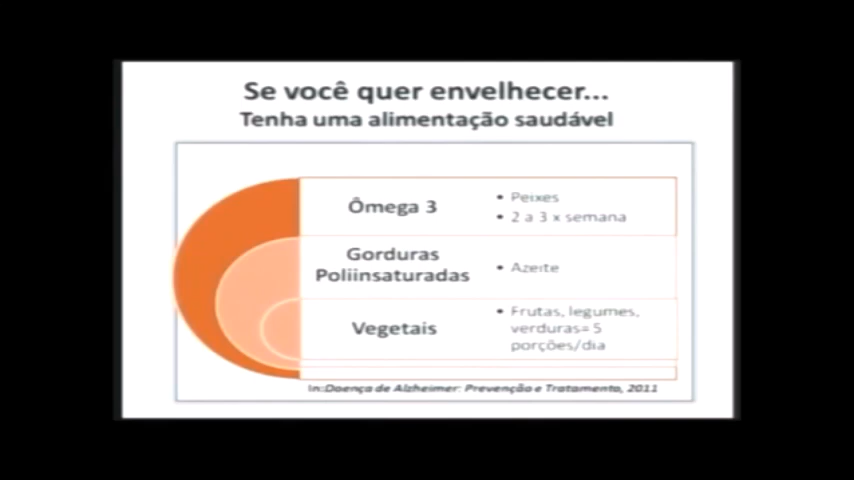 Se você quer envelhecer...
Tenha uma alimentação saudável
Ômega 3
• Peixes
• 2 a 3 x semana
Gorduras
Poliinsaturadas
• Azeite
Vegetais
• Frutas, legumes,
verduras= 5
porções/dia
In:Doença de Alzheimer: Prevenção e Tratamento, 2011